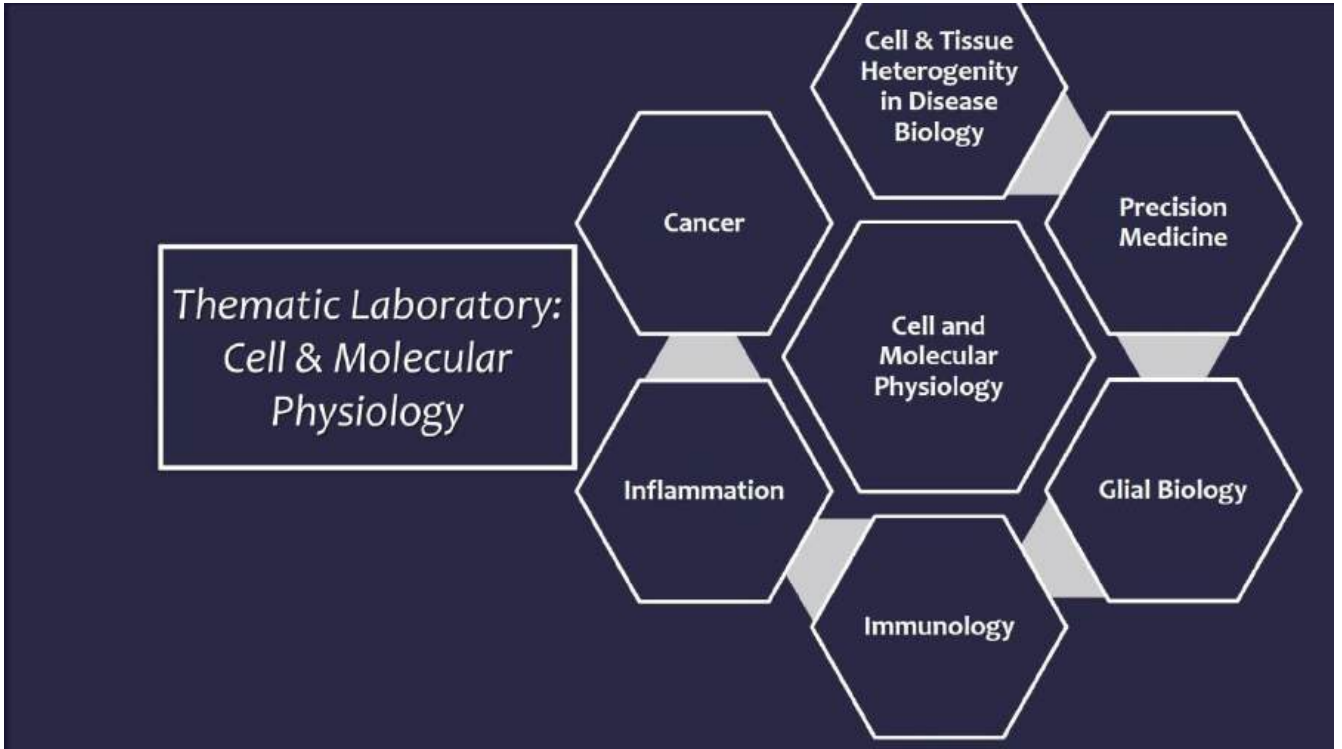 Thematic Laboratory:
Cell & Molecular
Physiology
Cell & Tissue
Heterogenity
in Disease
Biology
Precision
Medicine
Glial Biology
Immunology
Inflammation
Cancer
Cell and
Molecular
Physiology